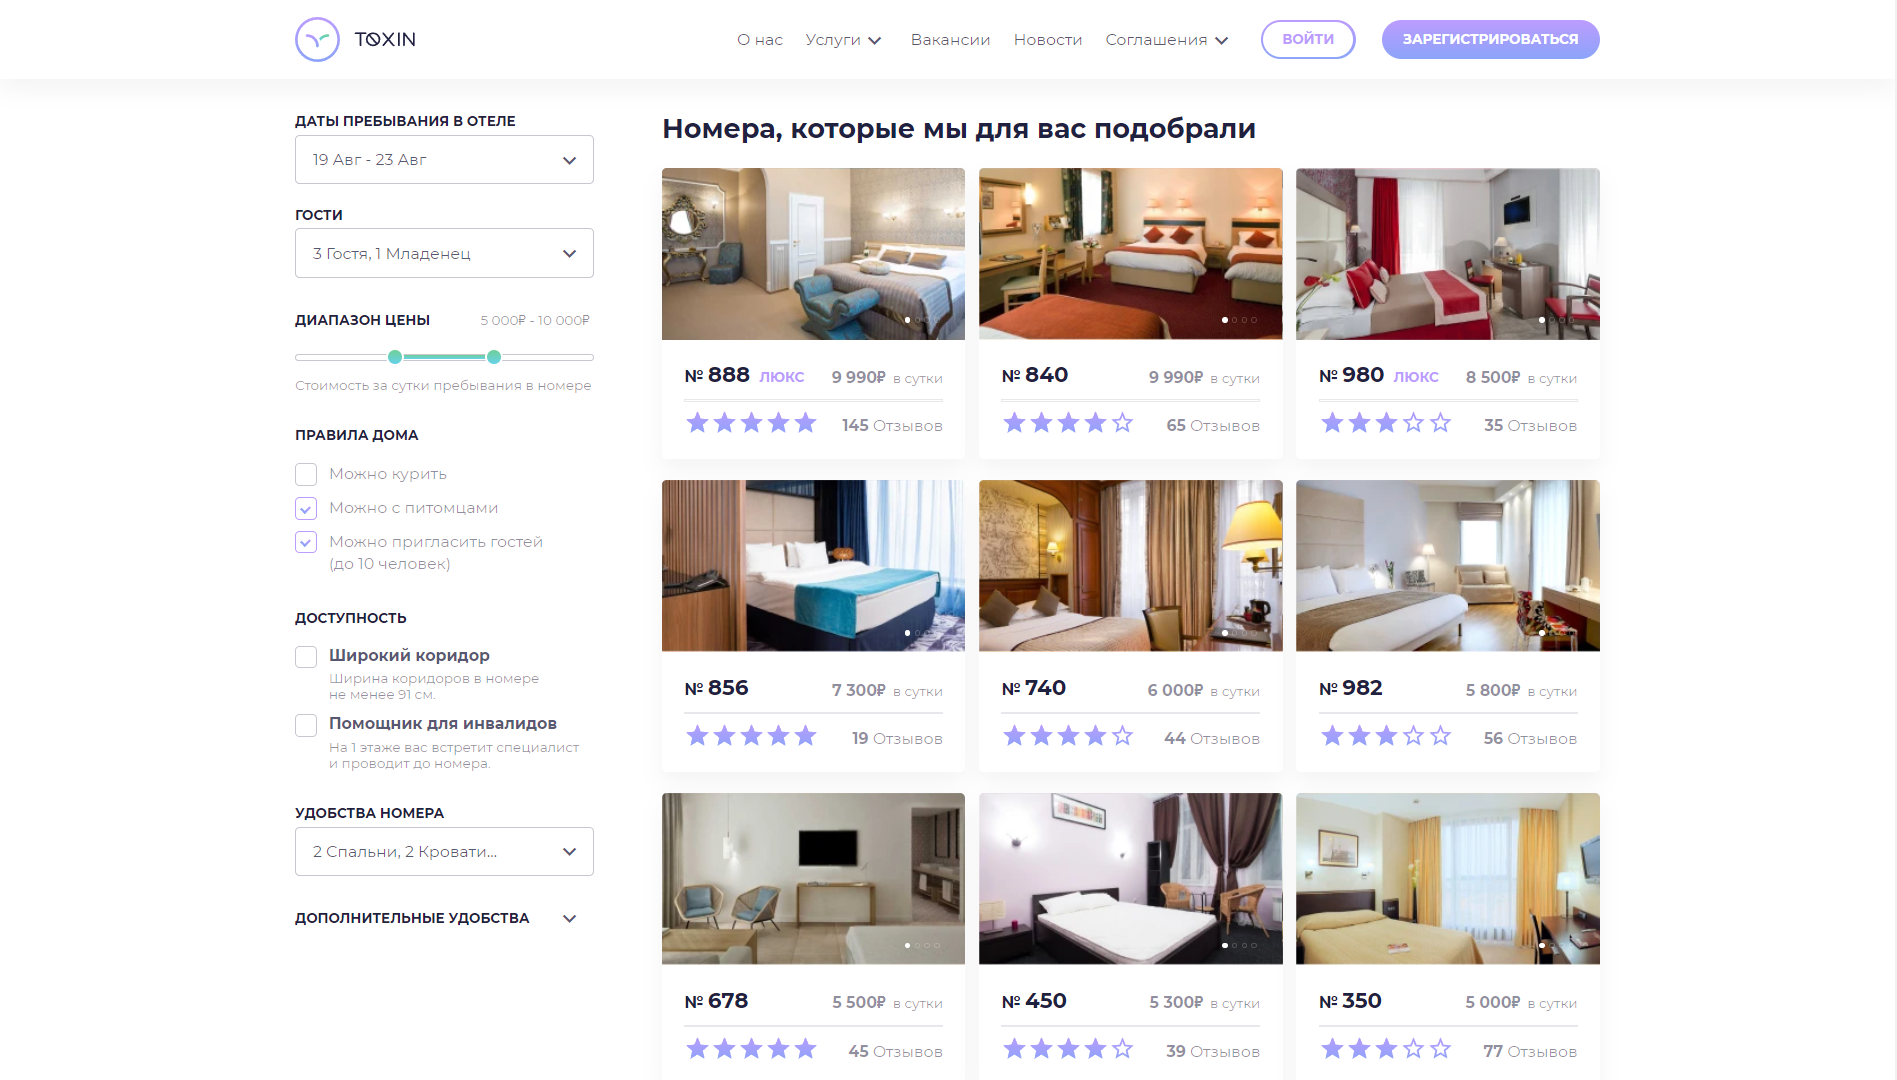 TOXIN
О нас Услуги Вакансии Новости Соглашения ВОЙТИ ЗАРЕГИСТРИРОВАТЬСЯ
ДАТЫ ПРЕБЫВАНИЯ В ОТЕЛЕ
19 Авг - 23 Авг
ГОСТИ
3 Гостя, 1 Младенец
ДИАПАЗОН ЦЕНЫ 5 000₽ - 10 000₽
Стоимость за сутки пребывания в номере
ПРАВИЛА ДОМА
Можно курить
Можно с питомцами
Можно пригласить гостей
(до 10 человек)
ДОСТУПНОСТЬ
Широкий коридор
Ширина коридоров в номере
не менее 91 см.
Помощник для инвалидов
На 1 этаже вас встретит специалист
и проводит до номера.
УДОБСТВА НОМЕРА
2 Спальни, 2 Кровати...
ДОПОЛНИТЕЛЬНЫЕ УДОБСТВА
Номера, которые мы для вас подобрали
№ 888 ЛЮКС 9 990₽ в сутки
145 Отзывов
№ 840 9 990₽ в сутки
65 Отзывов
№ 980 ЛЮКС 8 500₽ в сутки
35 Отзывов
№ 856 7 300₽ в сутки
19 Отзывов
№ 740 6 000₽ в сутки
44 Отзывов
№ 982 5 800₽ в сутки
56 Отзывов
№ 678 5 500₽ в сутки
45 Отзывов
№ 450 5 300₽ в сутки
39 Отзывов
№ 350 5 000₽ в сутки
77 Отзывов